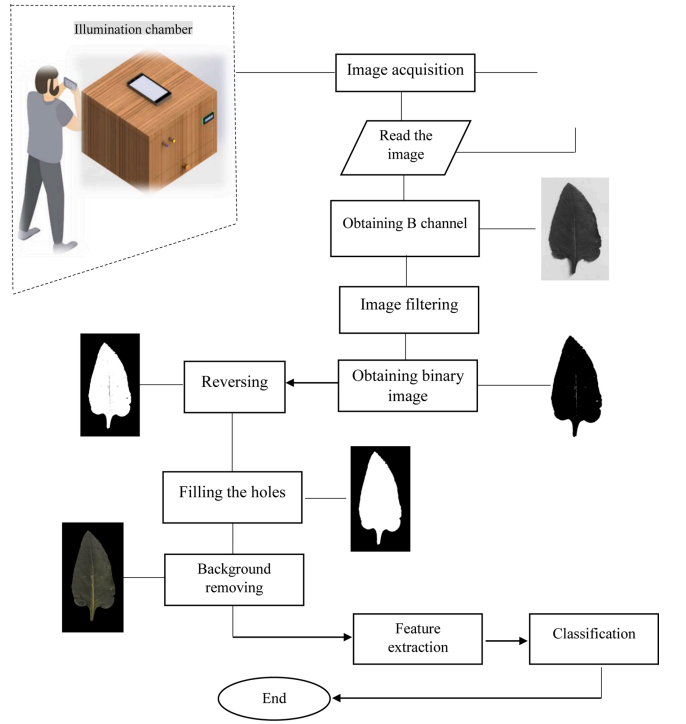 Illumination chamber
Image acquisition
Read the
image
Obtaining B channel
Image filtering
Obtaining binary
image
Reversing
Filling the holes
Background
removing
Feature
extraction
Classification
End